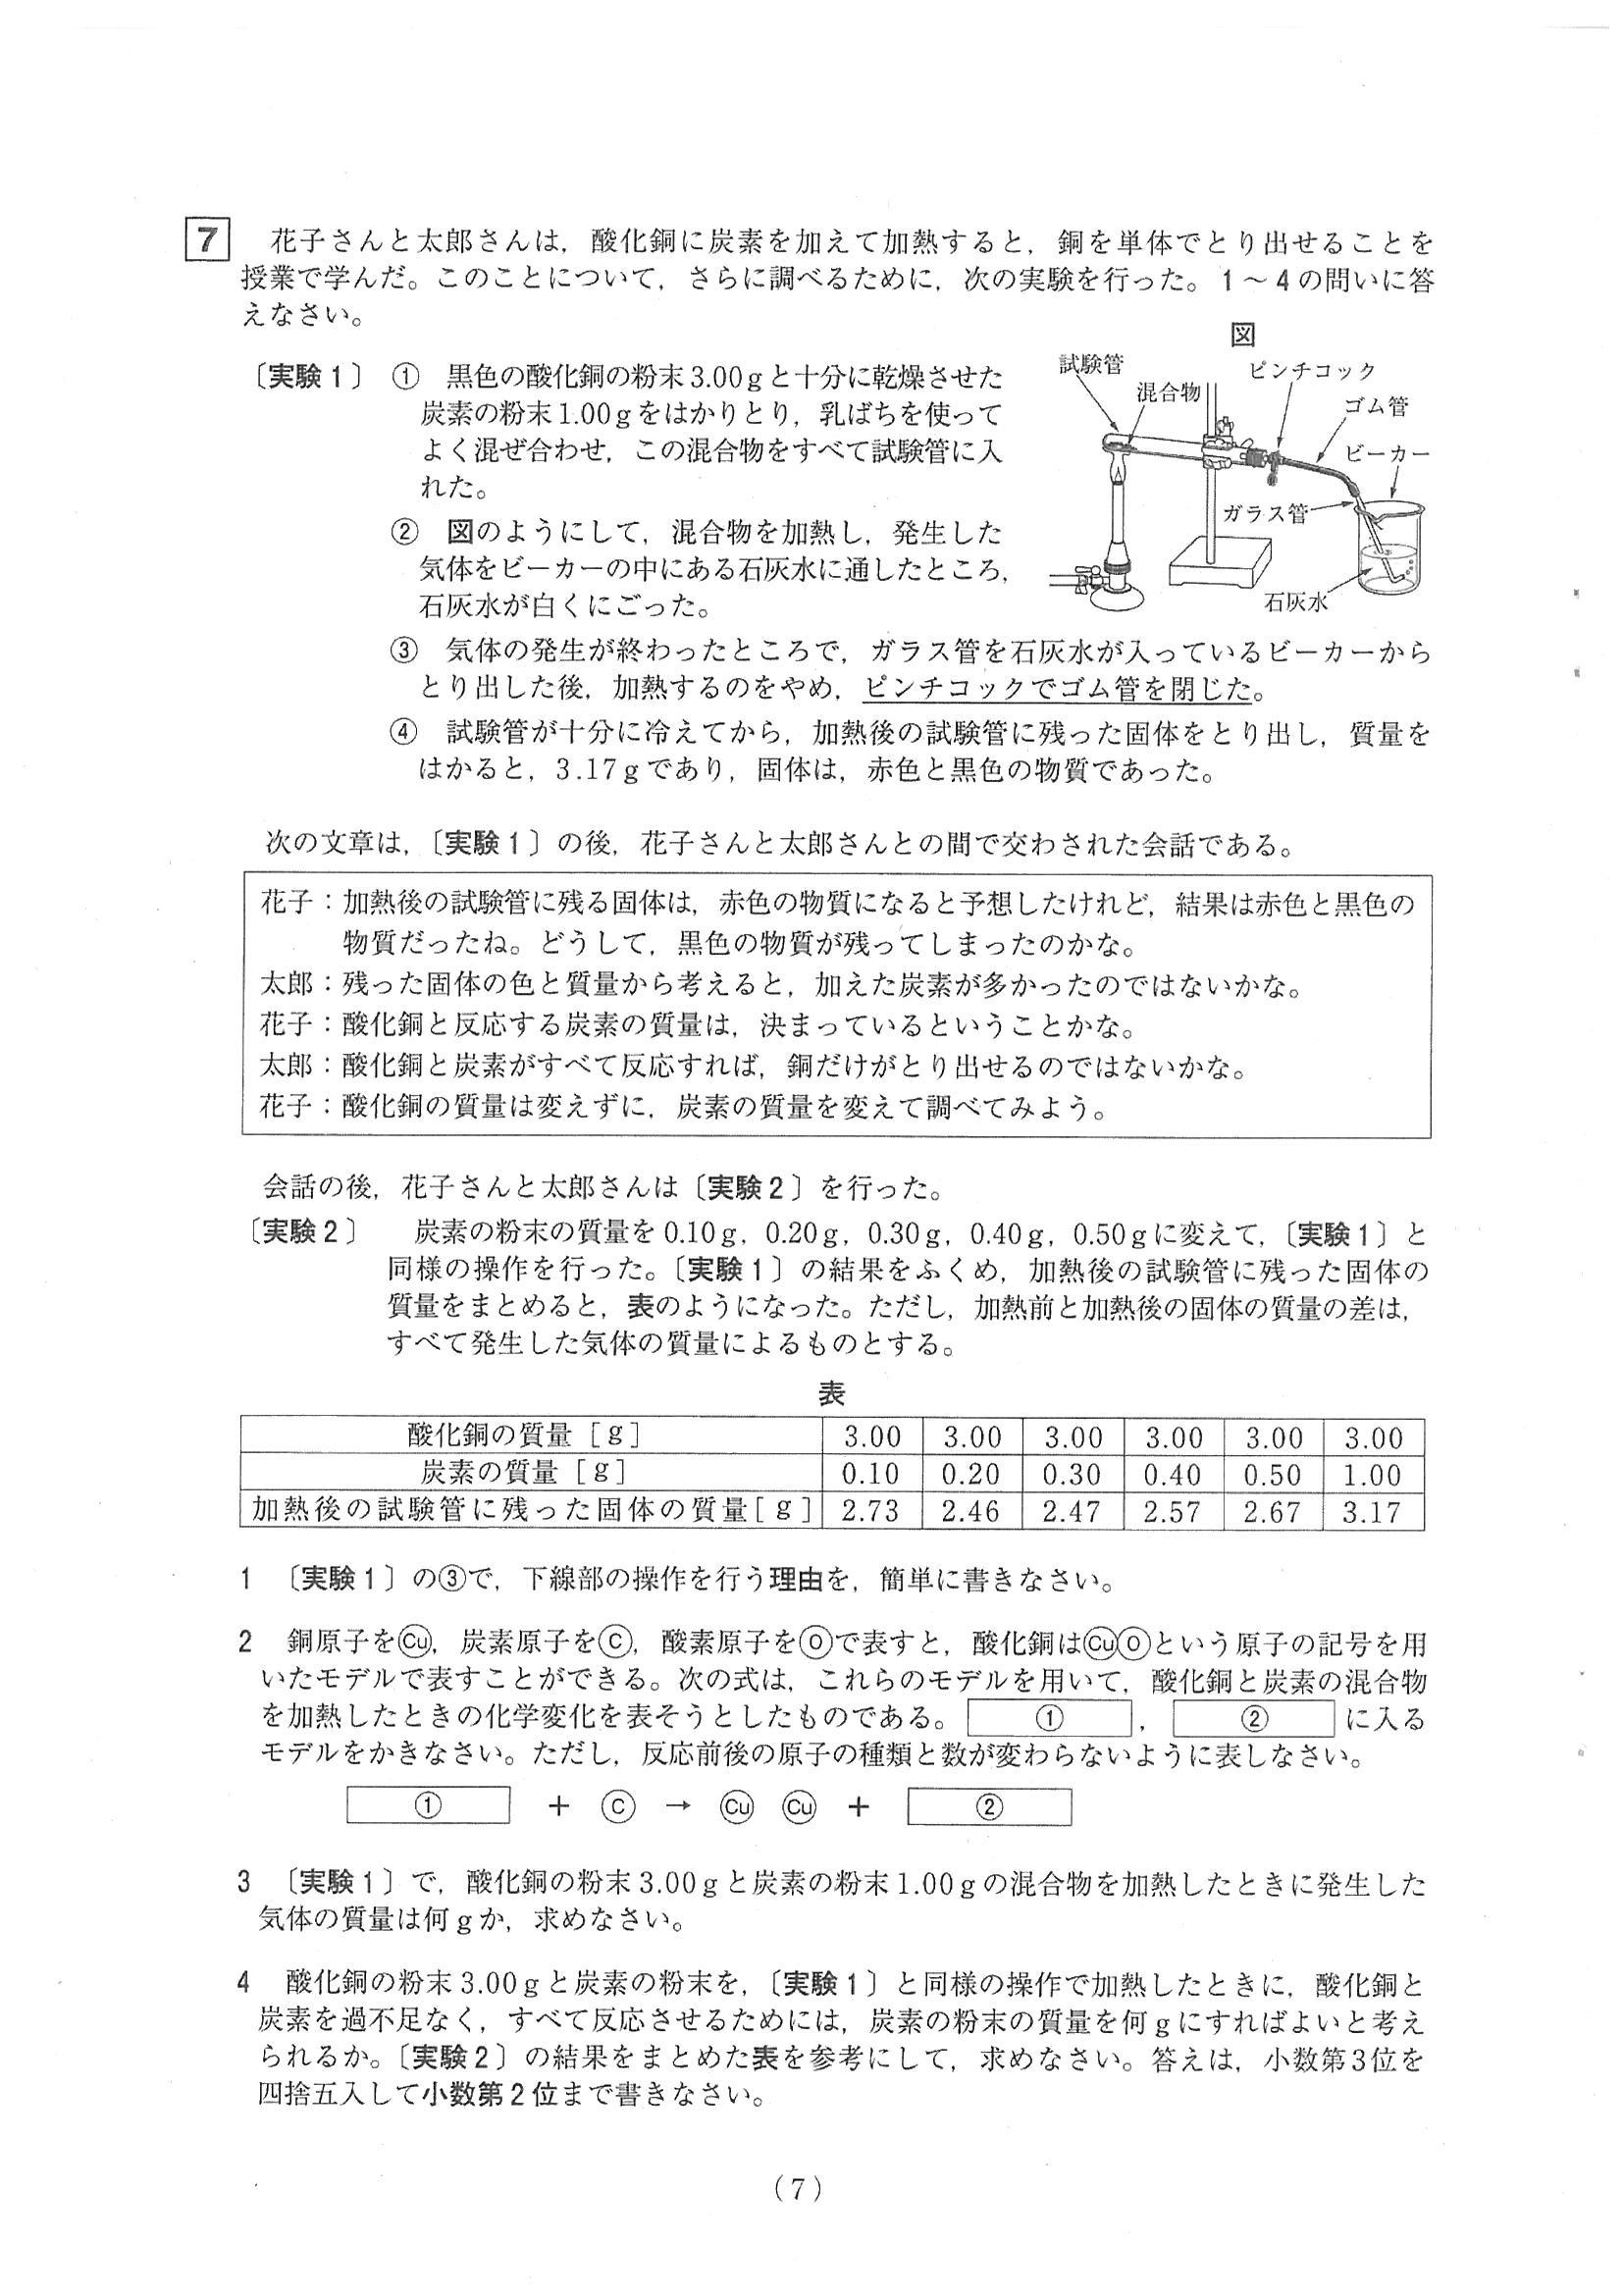 7 花子さんと太郎さんは，酸化銅に炭素を加えて加熱すると，銅を単体でとり出せることを
授業で学んだ。このことについて，さらに調べるために，次の実験を行った。1～4の問いに答
えなさい。
図
試験管
混合物
ピンチコック
ゴム管
ビーカー
ガラス管
石灰水
〔実験1〕 ① 黒色の酸化銅の粉末3.00gと十分に乾燥させた
炭素の粉末1.00gをはかりとり，乳ばちを使って
よく混ぜ合わせ，この混合物をすべて試験管に入
れた。
② 図のようにして，混合物を加熱し，発生した
気体をビーカーの中にある石灰水に通したところ，
石灰水が白くにごった。
③ 気体の発生が終わったところで，ガラス管を石灰水が入っているビーカーから
とり出した後，加熱するのをやめ，ピンチコックでゴム管を閉じた。
④ 試験管が十分に冷えてから，加熱後の試験管に残った固体をとり出し，質量を
はかると，3.17gであり，固体は，赤色と黒色の物質であった。
次の文章は，〔実験1〕の後，花子さんと太郎さんとの間で交わされた会話である。
花子：加熱後の試験管に残る固体は，赤色の物質になると予想したけれど，結果は赤色と黒色の
物質だったね。どうして，黒色の物質が残ってしまったのかな。
太郎：残った固体の色と質量から考えると，加えた炭素が多かったのではないかな。
花子：酸化銅と反応する炭素の質量は，決まっているということかな。
太郎：酸化銅と炭素がすべて反応すれば，銅だけがとり出せるのではないかな。
花子：酸化銅の質量は変えずに，炭素の質量を変えて調べてみよう。
会話の後，花子さんと太郎さんは〔実験2〕を行った。
〔実験2〕 炭素の粉末の質量を0.10g，0.20g，0.30g，0.40g，0.50gに変えて，〔実験1〕と
同様の操作を行った。〔実験1〕の結果をふくめ，加熱後の試験管に残った固体の
質量をまとめると，表のようになった。ただし，加熱前と加熱後の固体の質量の差は，
すべて発生した気体の質量によるものとする。
表
酸化銅の質量［g］ 3.00 3.00 3.00 3.00 3.00 3.00
炭素の質量［g］ 0.10 0.20 0.30 0.40 0.50 1.00
加熱後の試験管に残った固体の質量［g］ 2.73 2.46 2.47 2.57 2.67 3.17
1 〔実験1〕の③で，下線部の操作を行う理由を，簡単に書きなさい。
2 銅原子をCu，炭素原子をC，酸素原子をOで表すと，酸化銅はCuOという原子の記号を用
いたモデルで表すことができる。次の式は，これらのモデルを用いて，酸化銅と炭素の混合物
を加熱したときの化学変化を表そうとしたものである。 ① ， ② に入る
モデルをかきなさい。ただし，反応前後の原子の種類と数が変わらないように表しなさい。
① ＋ C → Cu Cu ＋ ②
3 〔実験1〕で，酸化銅の粉末3.00gと炭素の粉末1.00gの混合物を加熱したときに発生した
気体の質量は何gか，求めなさい。
4 酸化銅の粉末3.00gと炭素の粉末を，〔実験1〕と同様の操作で加熱したときに，酸化銅と
炭素を過不足なく，すべて反応させるためには，炭素の粉末の質量を何gにすればよいと考え
られるか。〔実験2〕の結果をまとめた表を参考にして，求めなさい。答えは，小数第3位を
四捨五入して小数第2位まで書きなさい。
（7）